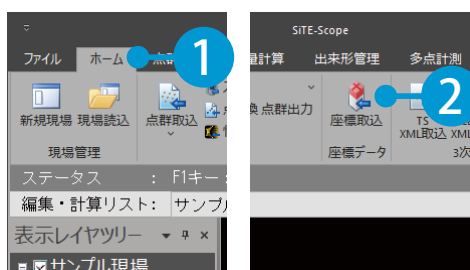 SiTE-Scope
ファイル ホーム 点
1
量計算 出来形管理 多点計測
新規現場 現場読込 点群取込
換 点群出力 座標取込 TS XML取込 XML
2
現場管理
座標データ 3次
ステータス : F1キー:
編集・計算リスト: サンプル
表示レイヤツリー
サンプル現場